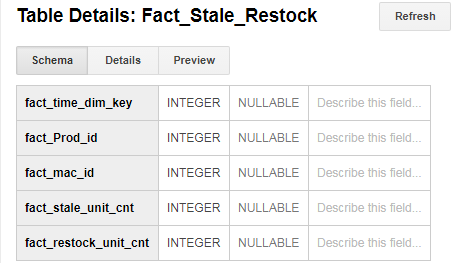 Table Details: Fact_Stale_Restock
Refresh
Schema Details Preview
fact_time_dim_key INTEGER NULLABLE Describe this field...
fact_Prod_id INTEGER NULLABLE Describe this field...
fact_mac_id INTEGER NULLABLE Describe this field...
fact_stale_unit_cnt INTEGER NULLABLE Describe this field...
fact_restock_unit_cnt INTEGER NULLABLE Describe this field...